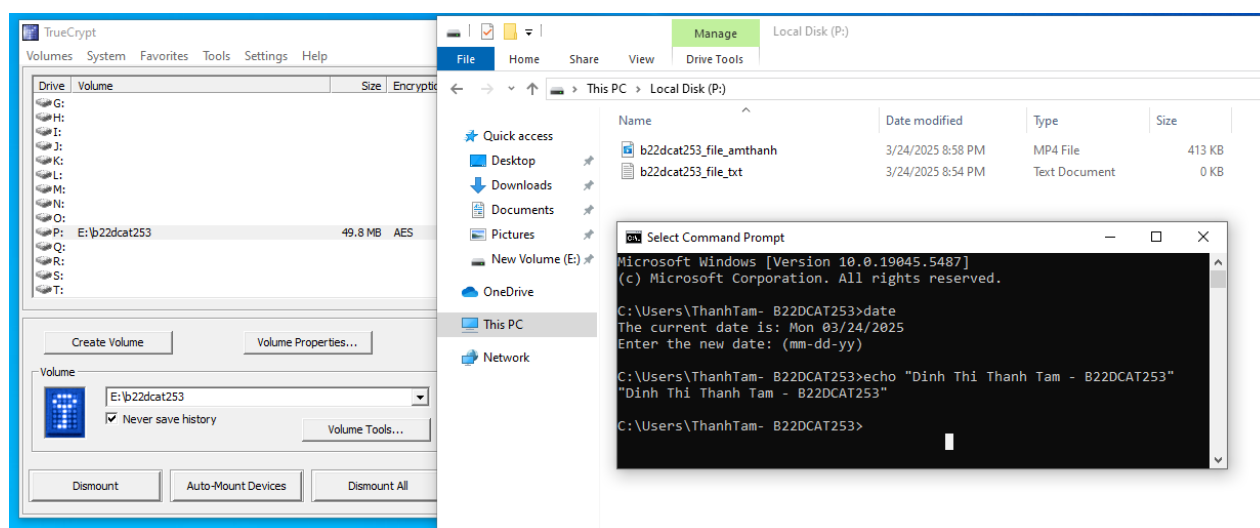 TrueCrypt
Volumes System Favorites Tools Settings Help
Drive Volume Size Encryptio
G:
H:
I:
J:
K:
L:
M:
N:
O:
P: E:\b22dcat253 49.8 MB AES
Q:
R:
S:
T:
Create Volume Volume Properties...
Volume
E:\b22dcat253
Never save history
Volume Tools...
Dismount Auto-Mount Devices Dismount All
Manage Local Disk (P:)
File Home Share View Drive Tools
This PC > Local Disk (P:)
Quick access
Desktop
Downloads
Documents
Pictures
New Volume (E:)
OneDrive
This PC
Network
Name Date modified Type Size
b22dcat253_file_amthanh 3/24/2025 8:58 PM MP4 File 413 KB
b22dcat253_file_txt 3/24/2025 8:54 PM Text Document 0 KB
Select Command Prompt
Microsoft Windows [Version 10.0.19045.5487]
(c) Microsoft Corporation. All rights reserved.
C:\Users\ThanhTam- B22DCAT253>date
The current date is: Mon 03/24/2025
Enter the new date: (mm-dd-yy)
C:\Users\ThanhTam- B22DCAT253>echo "Dinh Thi Thanh Tam - B22DCAT253"
"Dinh Thi Thanh Tam - B22DCAT253"
C:\Users\ThanhTam- B22DCAT253>